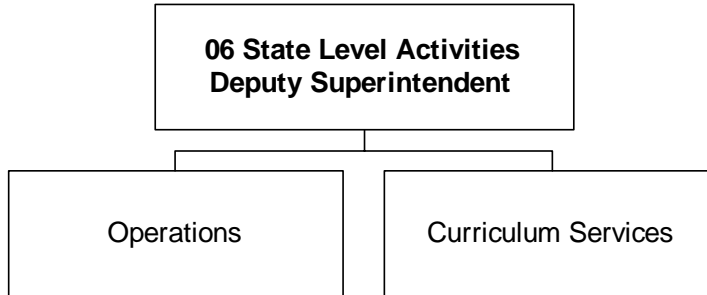 06 State Level Activities
Deputy Superintendent
Operations
Curriculum Services